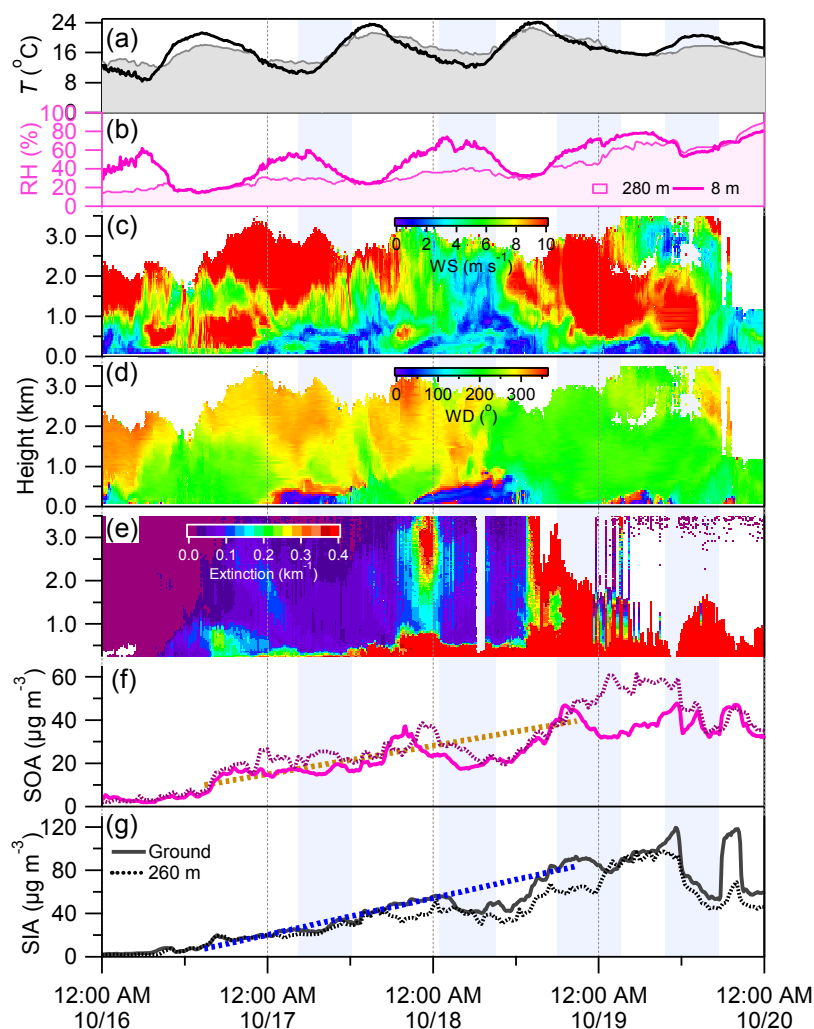 (a)
24
20
16
12
0
T (°C)
(b)
100
80
60
40
20
0
RH (%)
280 m
8 m
(c)
3.0
2.0
1.0
0.0
0 2 4 6 8 10
WS (m s⁻¹)
(d)
3.0
2.0
1.0
0.0
Height (km)
0 100 200 300
WD (°)
(e)
3.0
2.0
1.0
0.0 0.1 0.2 0.3 0.4
Extinction (km⁻¹)
(f)
60
40
20
0
SOA (µg m⁻³)
(g)
120
80
40
0
SIA (µg m⁻³)
Ground
260 m
12:00 AM 12:00 AM 12:00 AM 12:00 AM 12:00 AM
10/16 10/17 10/18 10/19 10/20